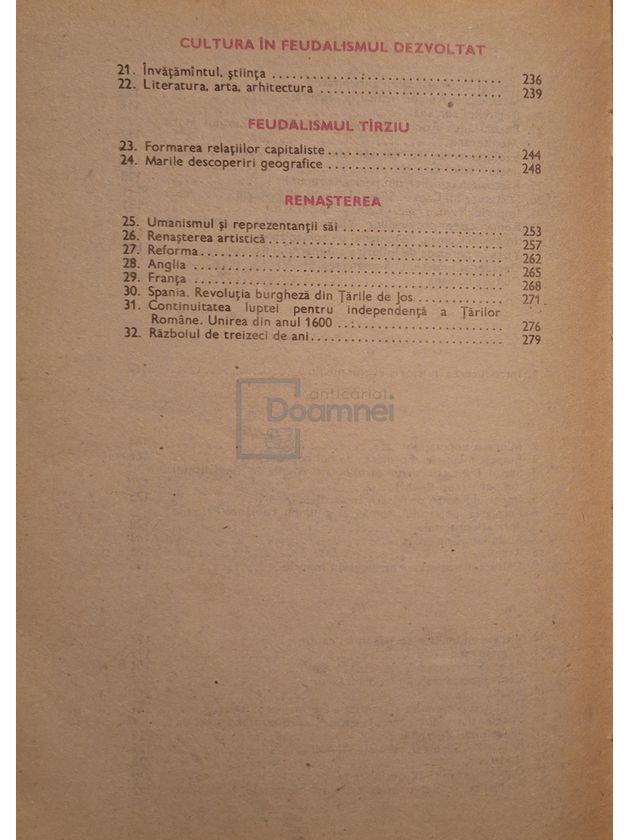 CULTURA ÎN FEUDALISMUL DEZVOLTAT
21. Învățămîntul, știința ................................ 236
22. Literatura, arta, arhitectura .......................... 239
FEUDALISMUL TÎRZIU
23. Formarea relațiilor capitaliste ......................... 244
24. Marile descoperiri geografice ......................... 248
RENAȘTEREA
25. Umanismul și reprezentanții săi ....................... 253
26. Renașterea artistică ................................. 257
27. Reforma .......................................... 262
28. Anglia ........................................... 265
29. Franța ........................................... 268
30. Spania. Revoluția burgheză din Țările de Jos ............ 271
31. Continuitatea luptei pentru independență a Țărilor
Române. Unirea din anul 1600 ....................... 276
32. Războiul de treizeci de ani ........................... 279
anticariat
Doamnei